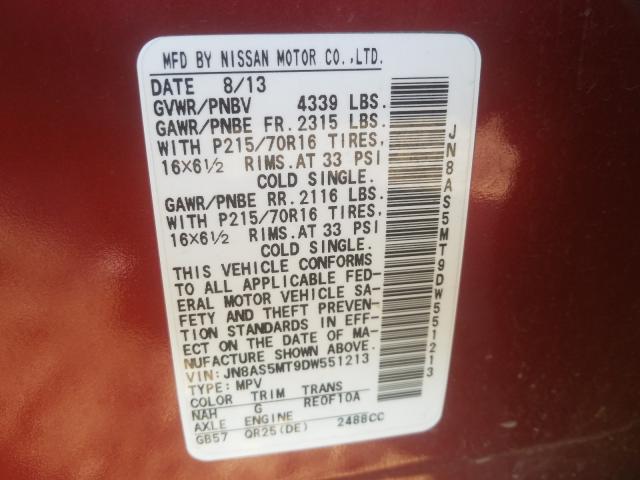 MFD BY NISSAN MOTOR CO.,LTD.
DATE 8/13
GVWR/PNBV 4339 LBS.
GAWR/PNBE FR. 2315 LBS.
WITH P215/70R16 TIRES,
16X6½ RIMS. AT 33 PSI
COLD SINGLE.
GAWR/PNBE RR. 2116 LBS.
WITH P215/70R16 TIRES,
16X6½ RIMS. AT 33 PSI
COLD SINGLE.
THIS VEHICLE CONFORMS
TO ALL APPLICABLE FED-
ERAL MOTOR VEHICLE SA-
FETY AND THEFT PREVEN-
TION STANDARDS IN EFF-
ECT ON THE DATE OF MA-
NUFACTURE SHOWN ABOVE.
VIN: JN8AS5MT9DW551213
TYPE: MPV
COLOR TRIM TRANS
NAH G RE0F10A
AXLE ENGINE
GB57 QR25(DE) 2488CC
JN8AS5MT9DW551213